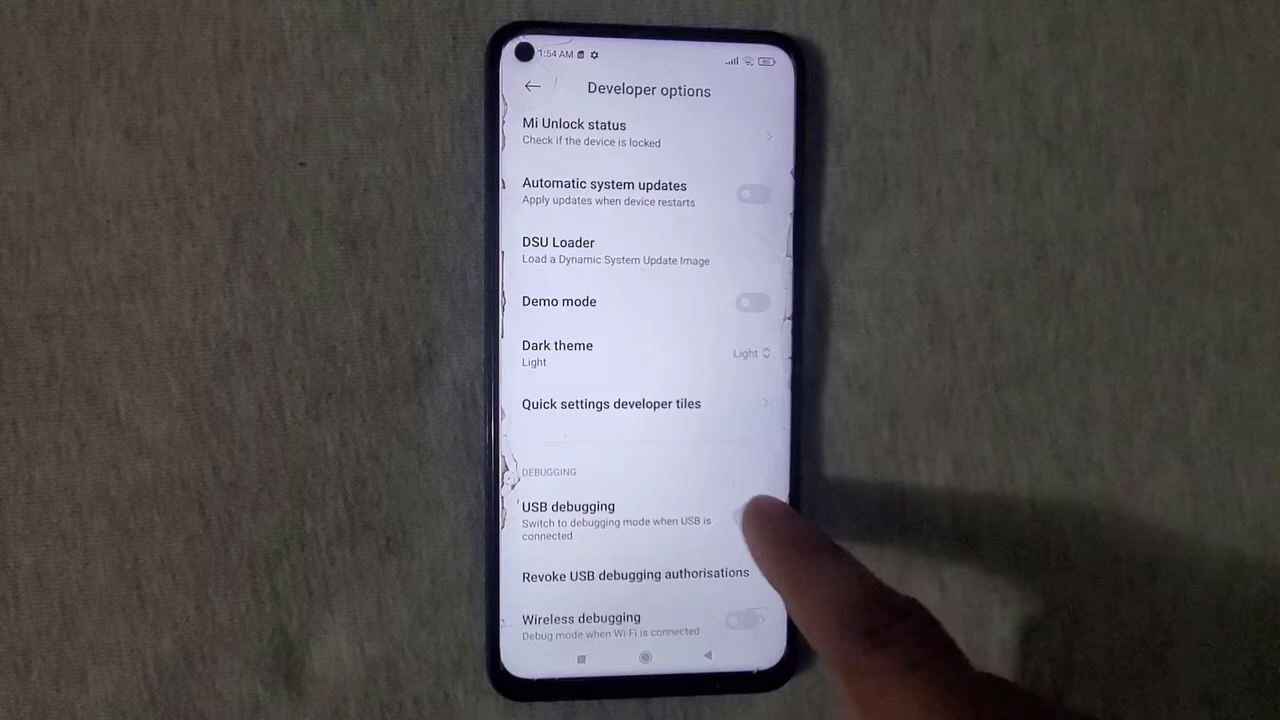 1:54 AM
Developer options
Mi Unlock status
Check if the device is locked
Automatic system updates
Apply updates when device restarts
DSU Loader
Load a Dynamic System Update Image
Demo mode
Dark theme
Light
Light
Quick settings developer tiles
DEBUGGING
USB debugging
Switch to debugging mode when USB is
connected
Revoke USB debugging authorisations
Wireless debugging
Debug mode when Wi-Fi is connected